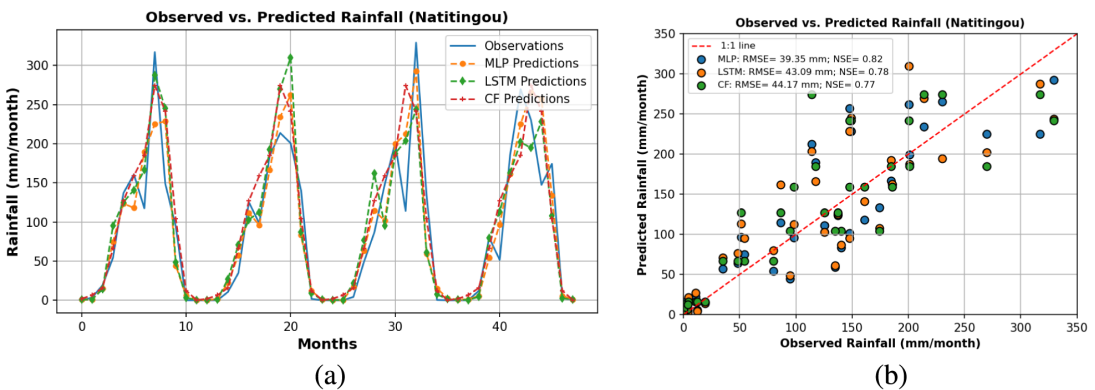 Observed vs. Predicted Rainfall (Natitingou)
Rainfall (mm/month)
300
250
200
150
100
50
0
Observations
MLP Predictions
LSTM Predictions
CF Predictions
0 10 20 30 40
Months
(a)
Observed vs. Predicted Rainfall (Natitingou)
Predicted Rainfall (mm/month)
350
300
250
200
150
100
50
0
1:1 line
MLP: RMSE= 39.35 mm; NSE= 0.82
LSTM: RMSE= 43.09 mm; NSE= 0.78
CF: RMSE= 44.17 mm; NSE= 0.77
0 50 100 150 200 250 300 350
Observed Rainfall (mm/month)
(b)